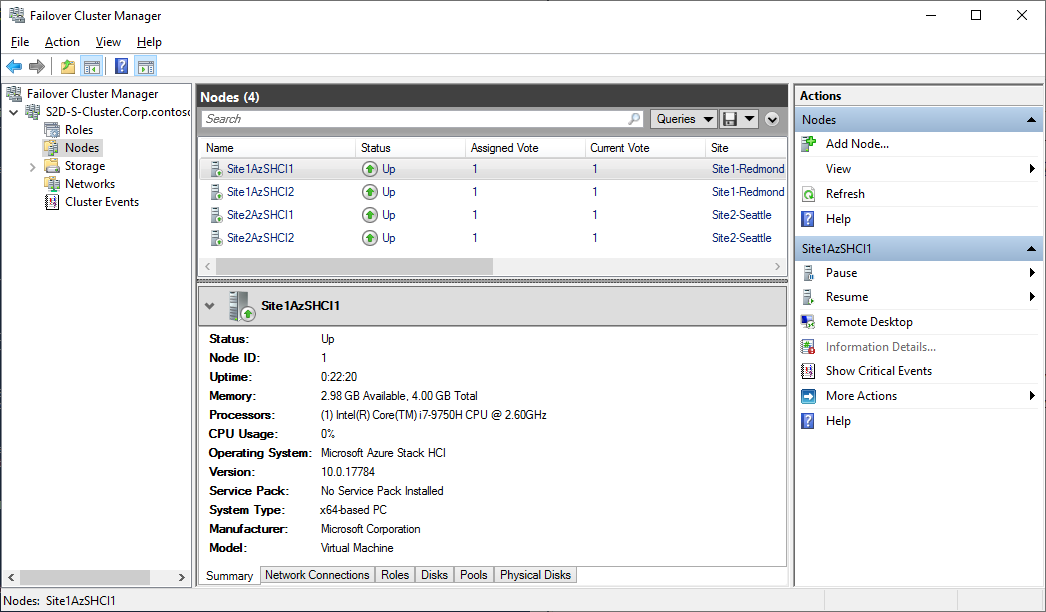 Failover Cluster Manager
File Action View Help
Failover Cluster Manager
S2D-S-Cluster.Corp.contoso
Roles
Nodes
Storage
Networks
Cluster Events
Nodes (4)
Search
Queries
Name Status Assigned Vote Current Vote Site
Site1AzSHCI1 Up 1 1 Site1-Redmond
Site1AzSHCI2 Up 1 1 Site1-Redmond
Site2AzSHCI1 Up 1 1 Site2-Seattle
Site2AzSHCI2 Up 1 1 Site2-Seattle
Site1AzSHCI1
Status: Up
Node ID: 1
Uptime: 0:22:20
Memory: 2.98 GB Available, 4.00 GB Total
Processors: (1) Intel(R) Core(TM) i7-9750H CPU @ 2.60GHz
CPU Usage: 0%
Operating System: Microsoft Azure Stack HCI
Version: 10.0.17784
Service Pack: No Service Pack Installed
System Type: x64-based PC
Manufacturer: Microsoft Corporation
Model: Virtual Machine
Summary Network Connections Roles Disks Pools Physical Disks
Actions
Nodes
Add Node...
View
Refresh
Help
Site1AzSHCI1
Pause
Resume
Remote Desktop
Information Details...
Show Critical Events
More Actions
Help
Nodes: Site1AzSHCI1